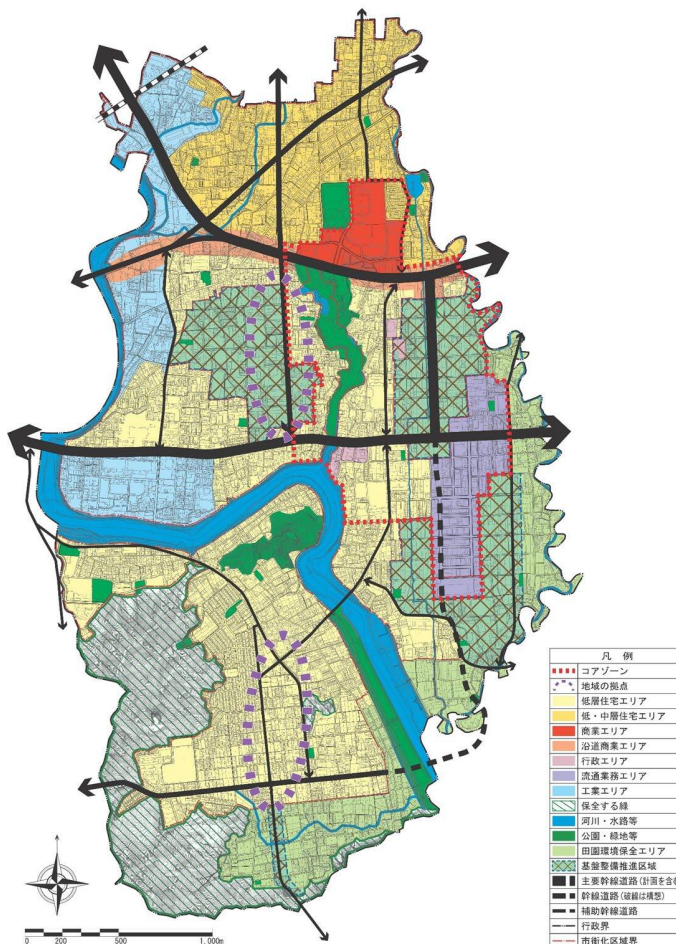 凡 例
コアゾーン
地域の拠点
低層住宅エリア
低・中層住宅エリア
商業エリア
沿道商業エリア
行政エリア
流通業務エリア
工業エリア
保全する緑
河川・水路等
公園・緑地等
田園環境保全エリア
基盤整備推進区域
主要幹線道路(計画を含む
幹線道路(破線は構想)
補助幹線道路
行政界
市街化区域界
0 200 500 1,000m